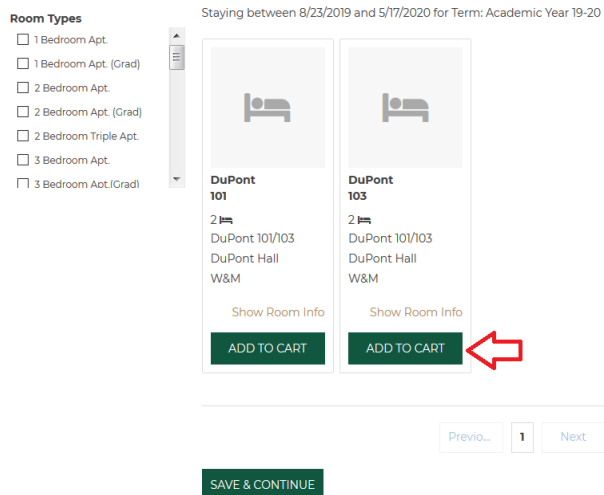 Room Types
1 Bedroom Apt.
1 Bedroom Apt. (Grad)
2 Bedroom Apt.
2 Bedroom Apt. (Grad)
2 Bedroom Triple Apt.
3 Bedroom Apt.
3 Bedroom Apt.(Grad)
Staying between 8/23/2019 and 5/17/2020 for Term: Academic Year 19-20
DuPont
101
2
DuPont 101/103
DuPont Hall
W&M
Show Room Info
ADD TO CART
DuPont
103
2
DuPont 101/103
DuPont Hall
W&M
Show Room Info
ADD TO CART
Previo... 1 Next
SAVE & CONTINUE